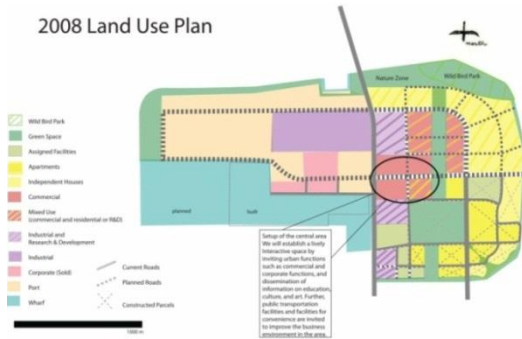 2008 Land Use Plan
Nature Zone
Wild Bird Park
Wild Bird Park
Green Space
Assigned Facilities
Apartments
Independent Houses
Commercial
Mixed Use
(commercial and residential or R&D)
Industrial and
Research & Development
Industrial
Corporate (Sold)
Port
Wharf
Current Roads
Planned Roads
Constructed Parcels
1000 m
planned
built
Setup of the central area
We will establish a lively
Interactive space by
inviting urban functions
such as commercial and
corporate functions, and
dissemination of
information on education,
culture, and art. Further,
public transportation
facilities and facilities for
convenience are invited
to improve the business
environment in the area.